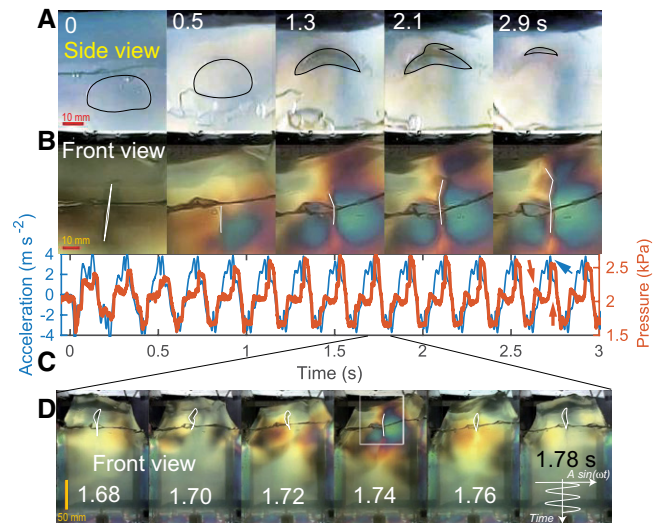 A
0
0.5
1.3
2.1
2.9 s
Side view
10 mm
B
Front view
10 mm
Acceleration (m s⁻²)
4
2
0
-2
-4
Pressure (kPa)
2.5
2
1.5
0
0.5
1
1.5
2
2.5
3
Time (s)
C
D
Front view
1.68
1.70
1.72
1.74
1.76
1.78 s
50 mm
A sin(ωt)
Time